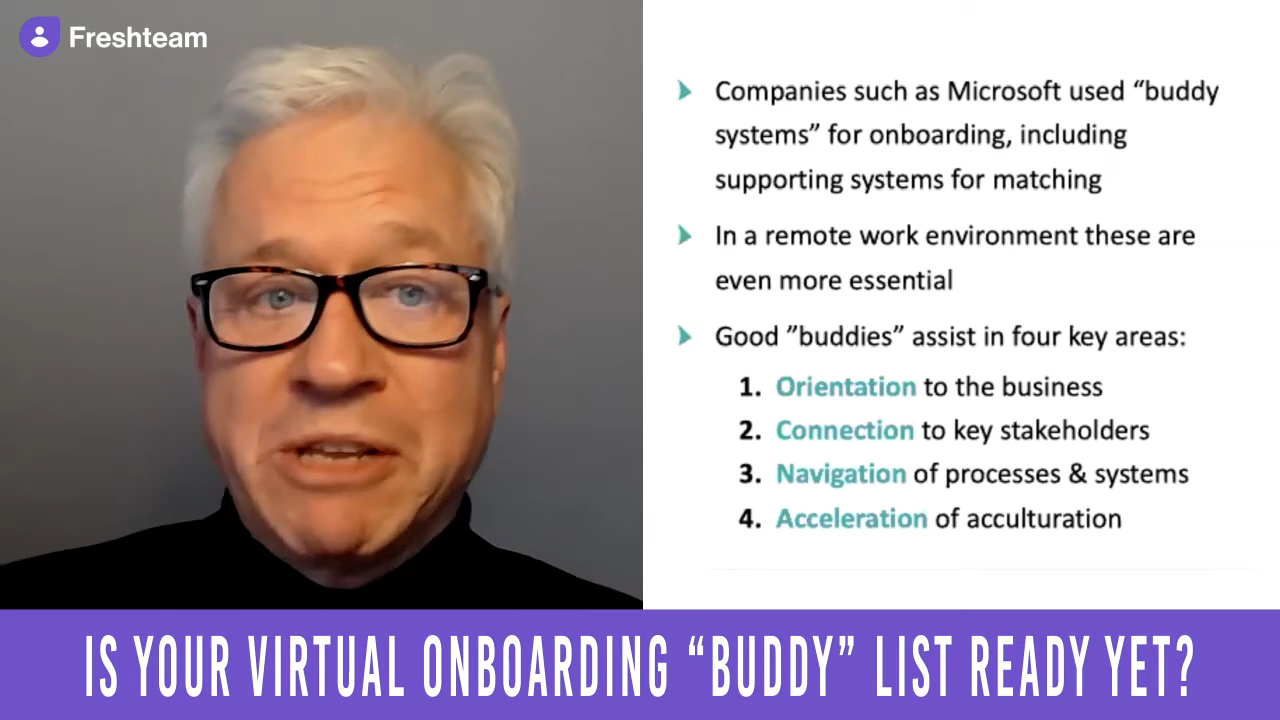 Freshteam
Companies such as Microsoft used “buddy
systems” for onboarding, including
supporting systems for matching
In a remote work environment these are
even more essential
Good ”buddies” assist in four key areas:
1. Orientation to the business
2. Connection to key stakeholders
3. Navigation of processes & systems
4. Acceleration of acculturation
IS YOUR VIRTUAL ONBOARDING “BUDDY” LIST READY YET?